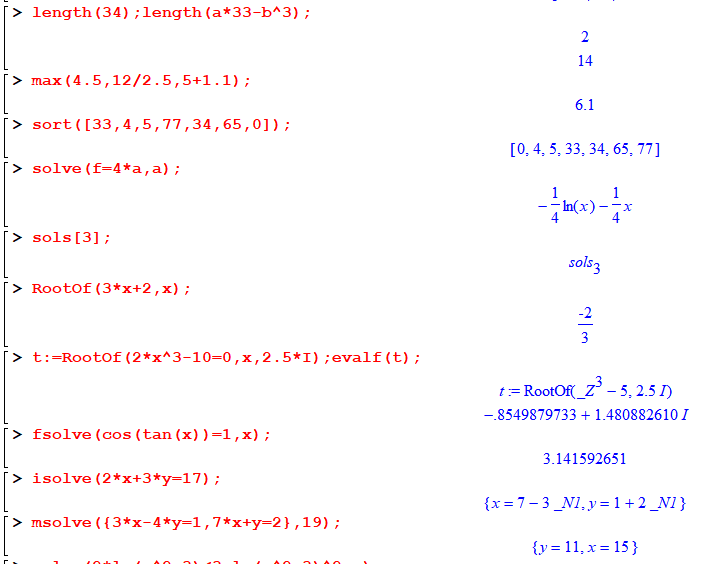 > length(34);length(a*33-b^3);
2
14
> max(4.5,12/2.5,5+1.1);
6.1
> sort([33,4,5,77,34,65,0]);
[0, 4, 5, 33, 34, 65, 77]
> solve(f=4*a,a);
-1/4 ln(x) - 1/4 x
> sols[3];
sols3
> RootOf(3*x+2,x);
-2/3
> t:=RootOf(2*x^3-10=0,x,2.5*I);evalf(t);
t := RootOf(_Z^3 - 5, 2.5 I)
-.8549879733 + 1.480882610 I
> fsolve(cos(tan(x))=1,x);
3.141592651
> isolve(2*x+3*y=17);
{x = 7 - 3 _N1, y = 1 + 2 _N1}
> msolve({3*x-4*y=1,7*x+y=2},19);
{y = 11, x = 15}